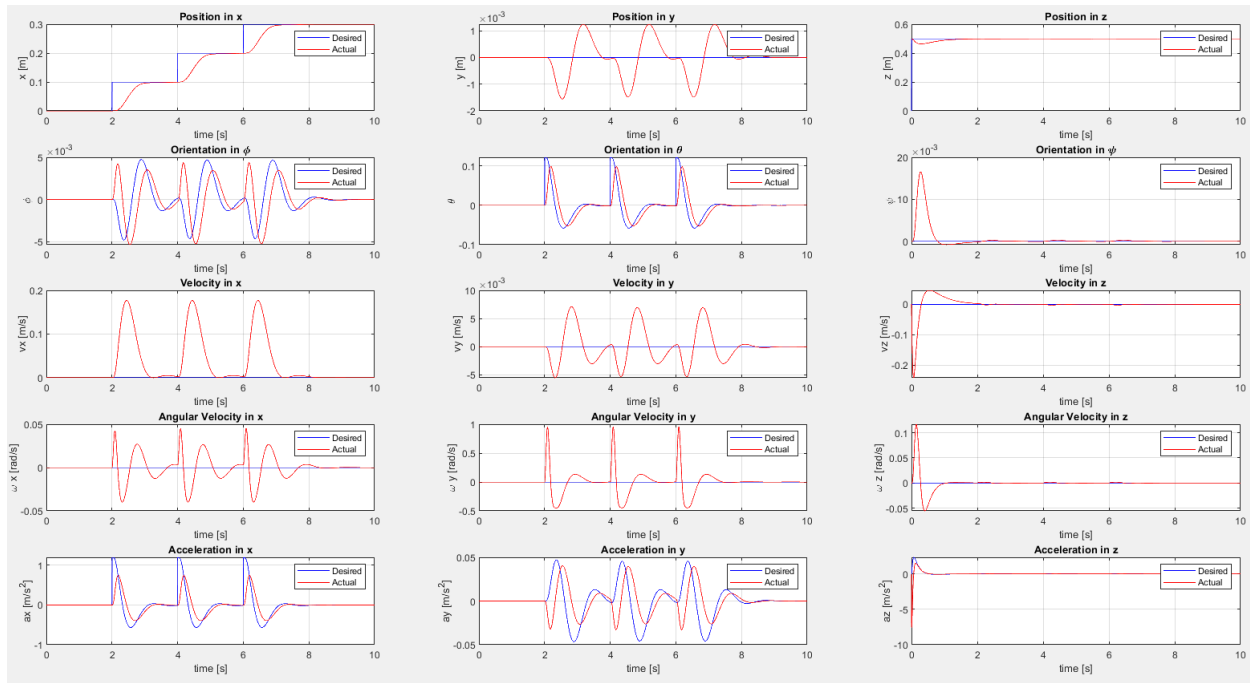 Position in x
0.3
0.2
0.1
0
x [m]
Desired
Actual
0 2 4 6 8 10
time [s]
Position in y
×10-3
1
0
-1
-2
y [m]
Desired
Actual
0 2 4 6 8 10
time [s]
Position in z
0.6
0.4
0.2
0
z [m]
Desired
Actual
0 2 4 6 8 10
time [s]
Orientation in ϕ
×10-3
5
0
-5
ϕ
Desired
Actual
0 2 4 6 8 10
time [s]
Orientation in θ
0.1
0
-0.1
θ
Desired
Actual
0 2 4 6 8 10
time [s]
Orientation in ψ
×10-3
20
10
0
ψ
Desired
Actual
0 2 4 6 8 10
time [s]
Velocity in x
0.2
0.1
0
vx [m/s]
Desired
Actual
0 2 4 6 8 10
time [s]
Velocity in y
×10-3
10
5
0
-5
vy [m/s]
Desired
Actual
0 2 4 6 8 10
time [s]
Velocity in z
0
-0.1
-0.2
vz [m/s]
Desired
Actual
0 2 4 6 8 10
time [s]
Angular Velocity in x
0.05
0
-0.05
ω x [rad/s]
Desired
Actual
0 2 4 6 8 10
time [s]
Angular Velocity in y
1
0.5
0
-0.5
ω y [rad/s]
Desired
Actual
0 2 4 6 8 10
time [s]
Angular Velocity in z
0.1
0.05
0
-0.05
ω z [rad/s]
Desired
Actual
0 2 4 6 8 10
time [s]
Acceleration in x
1
0
-1
ax [m/s2]
Desired
Actual
0 2 4 6 8 10
time [s]
Acceleration in y
0.05
0
-0.05
ay [m/s2]
Desired
Actual
0 2 4 6 8 10
time [s]
Acceleration in z
0
-5
-10
az [m/s2]
Desired
Actual
0 2 4 6 8 10
time [s]